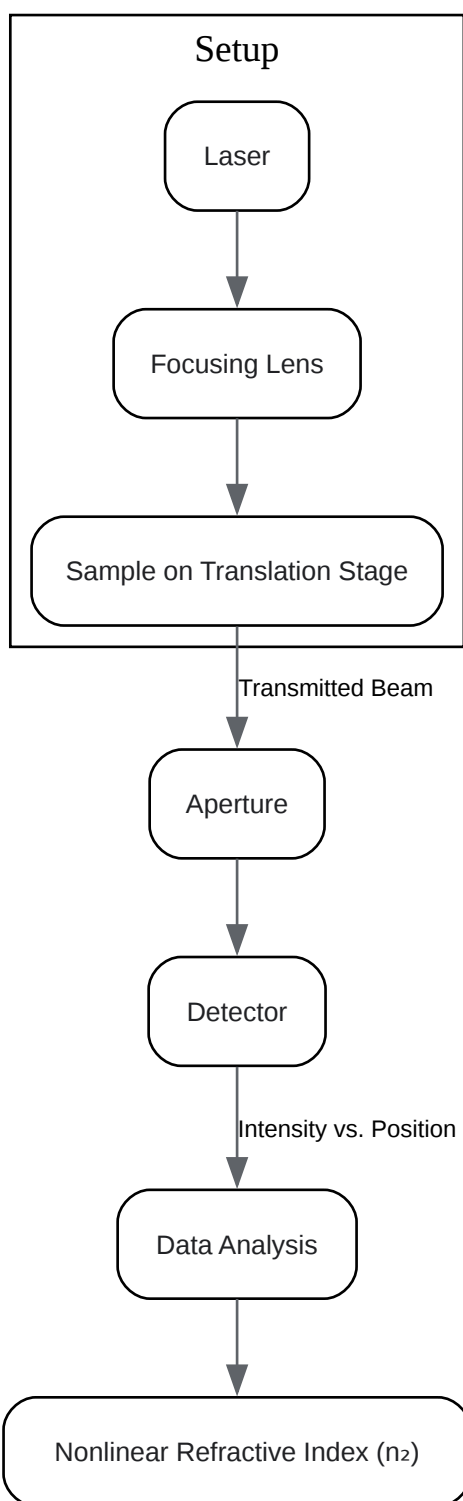 Setup
Laser
Focusing Lens
Sample on Translation Stage
Transmitted Beam
Aperture
Detector
Intensity vs. Position
Data Analysis
Nonlinear Refractive Index (n₂)